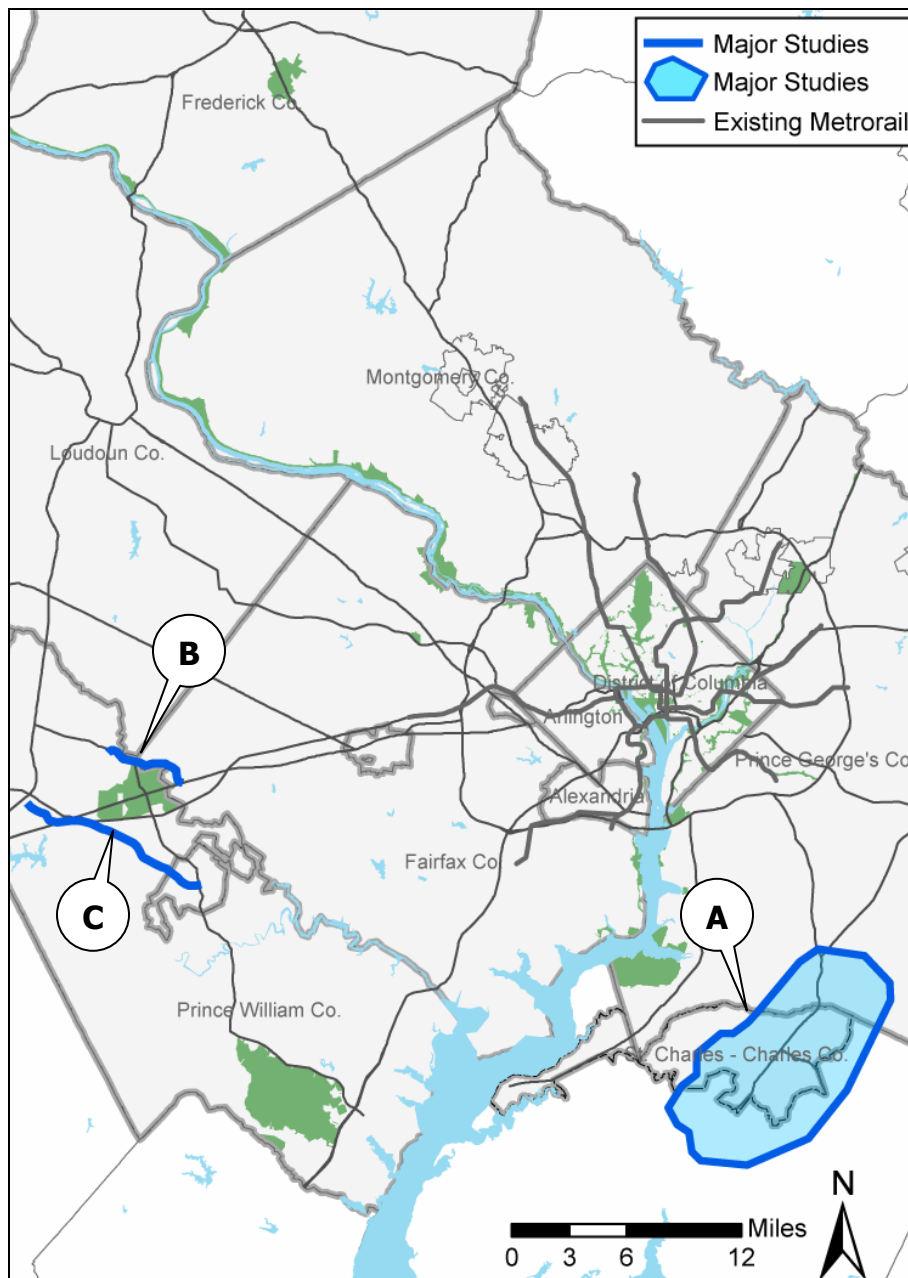 Major Studies
Major Studies
Existing Metrorail
Frederick Co.
Montgomery Co.
Loudoun Co.
B
District of Columbia
Arlington
Prince George's Co.
Alexandria
Fairfax Co.
C
A
Prince William Co.
St. Charles - Charles Co.
N
Miles
0 3 6 12